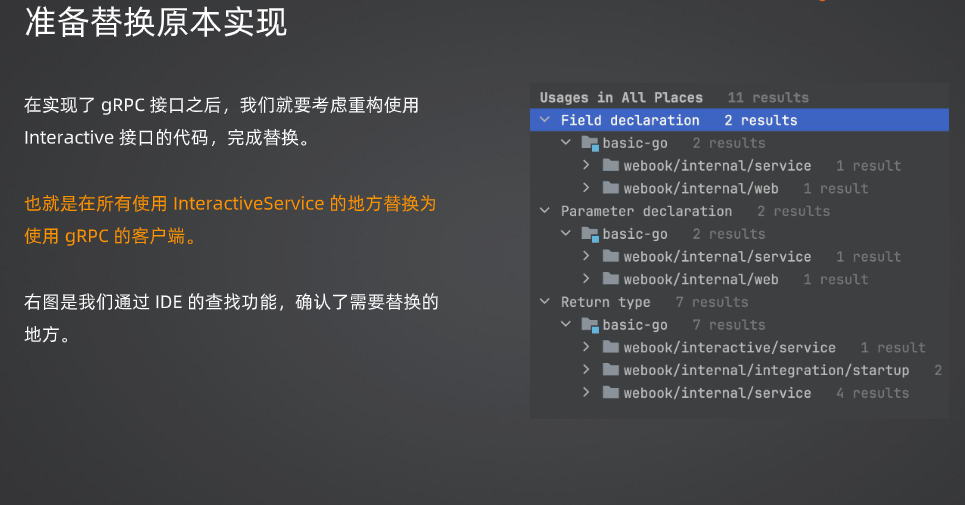 准备替换原本实现
在实现了 gRPC 接口之后，我们就要考虑重构使用
Interactive 接口的代码，完成替换。
也就是在所有使用 InteractiveService 的地方替换为
使用 gRPC 的客户端。
右图是我们通过 IDE 的查找功能，确认了需要替换的
地方。
Usages in All Places 11 results
Field declaration 2 results
basic-go 2 results
webook/internal/service 1 result
webook/internal/web 1 result
Parameter declaration 2 results
basic-go 2 results
webook/internal/service 1 result
webook/internal/web 1 result
Return type 7 results
basic-go 7 results
webook/interactive/service 1 result
webook/internal/integration/startup 2
webook/internal/service 4 results